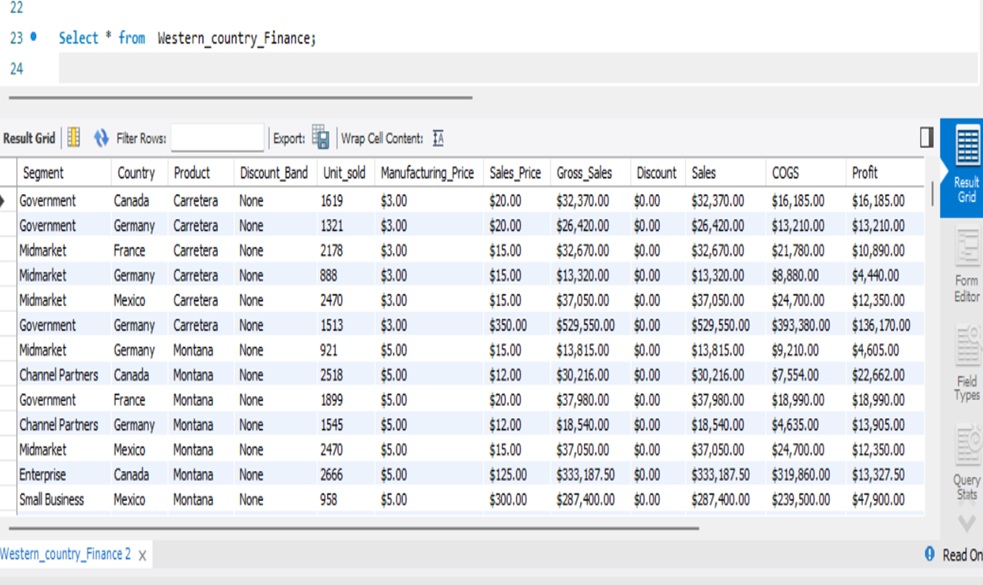 22
23 Select * from Western_country_Finance;
24
Result Grid Filter Rows: Export: Wrap Cell Content: IA
Segment Country Product Discount_Band Unit_sold Manufacturing_Price Sales_Price Gross_Sales Discount Sales COGS Profit
Government Canada Carretera None 1619 $3.00 $20.00 $32,370.00 $0.00 $32,370.00 $16,185.00 $16,185.00
Government Germany Carretera None 1321 $3.00 $20.00 $26,420.00 $0.00 $26,420.00 $13,210.00 $13,210.00
Midmarket France Carretera None 2178 $3.00 $15.00 $32,670.00 $0.00 $32,670.00 $21,780.00 $10,890.00
Midmarket Germany Carretera None 888 $3.00 $15.00 $13,320.00 $0.00 $13,320.00 $8,880.00 $4,440.00
Midmarket Mexico Carretera None 2470 $3.00 $15.00 $37,050.00 $0.00 $37,050.00 $24,700.00 $12,350.00
Government Germany Carretera None 1513 $3.00 $350.00 $529,550.00 $0.00 $529,550.00 $393,380.00 $136,170.00
Midmarket Germany Montana None 921 $5.00 $15.00 $13,815.00 $0.00 $13,815.00 $9,210.00 $4,605.00
Channel Partners Canada Montana None 2518 $5.00 $12.00 $30,216.00 $0.00 $30,216.00 $7,554.00 $22,662.00
Government France Montana None 1899 $5.00 $20.00 $37,980.00 $0.00 $37,980.00 $18,990.00 $18,990.00
Channel Partners Germany Montana None 1545 $5.00 $12.00 $18,540.00 $0.00 $18,540.00 $4,635.00 $13,905.00
Midmarket Mexico Montana None 2470 $5.00 $15.00 $37,050.00 $0.00 $37,050.00 $24,700.00 $12,350.00
Enterprise Canada Montana None 2666 $5.00 $125.00 $333,187.50 $0.00 $333,187.50 $319,860.00 $13,327.50
Small Business Mexico Montana None 958 $5.00 $300.00 $287,400.00 $0.00 $287,400.00 $239,500.00 $47,900.00
Result
Grid
Form
Editor
Field
Types
Query
Stats
Western_country_Finance 2 x
Read On